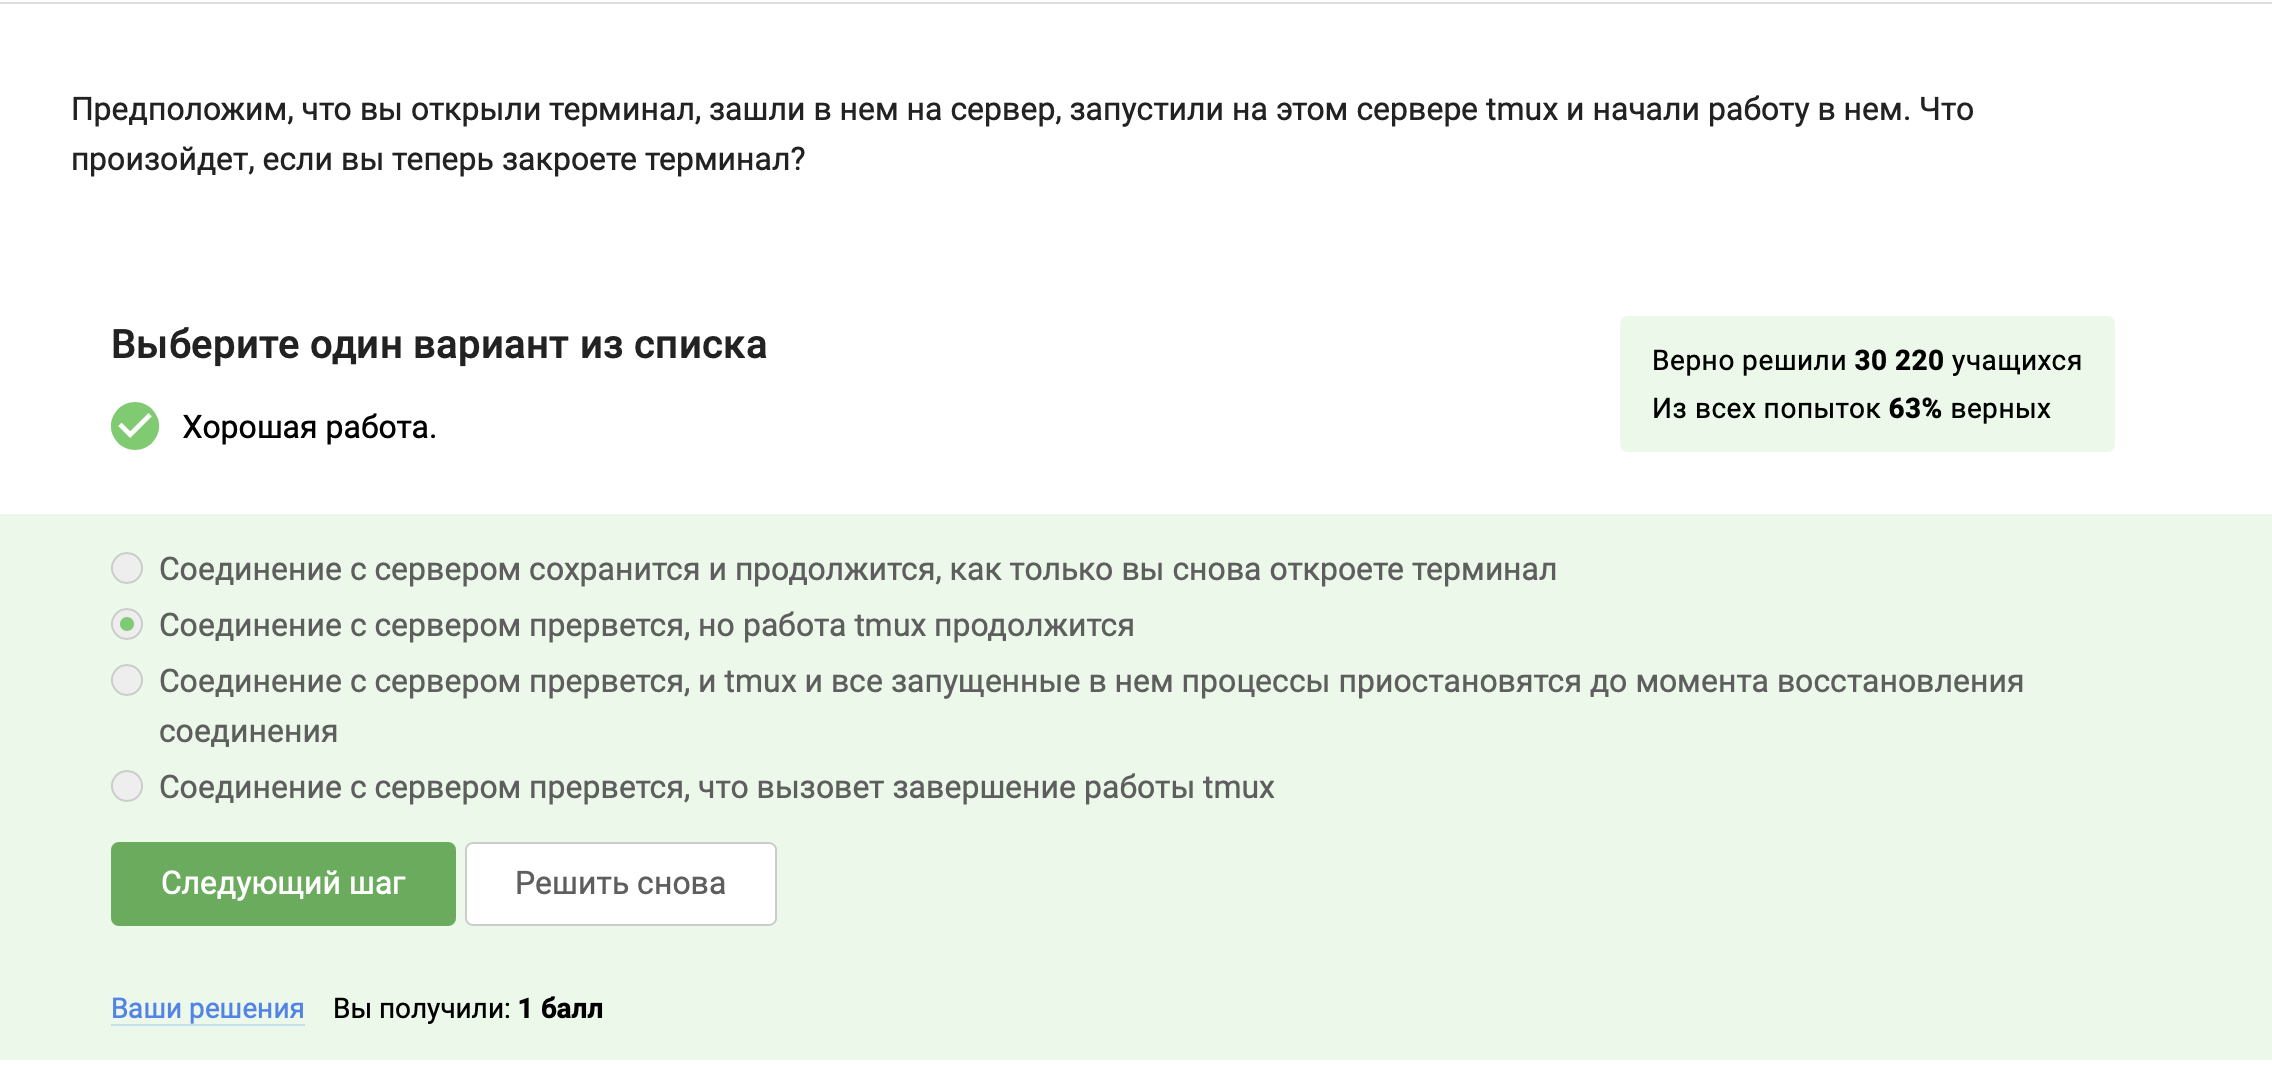 Предположим, что вы открыли терминал, зашли в нем на сервер, запустили на этом сервере tmux и начали работу в нем. Что
произойдет, если вы теперь закроете терминал?
Выберите один вариант из списка
Верно решили 30 220 учащихся
Из всех попыток 63% верных
Хорошая работа.
Соединение с сервером сохранится и продолжится, как только вы снова откроете терминал
Соединение с сервером прервется, но работа tmux продолжится
Соединение с сервером прервется, и tmux и все запущенные в нем процессы приостановятся до момента восстановления
соединения
Соединение с сервером прервется, что вызовет завершение работы tmux
Следующий шаг
Решить снова
Ваши решения Вы получили: 1 балл